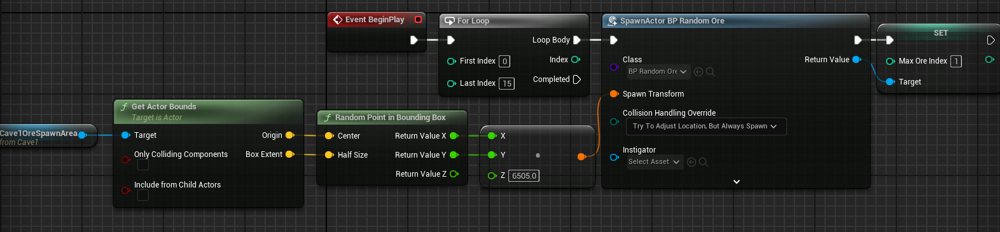 Event BeginPlay
For Loop
Loop Body
First Index 0
Index
Last Index 15
Completed
SpawnActor BP Random Ore
Class
BP Random Ore
Return Value
Spawn Transform
Collision Handling Override
Try To Adjust Location, But Always Spawn
Instigator
Select Asset
SET
Max Ore Index 1
Target
Cave1OreSpawnArea
from Cave1
Get Actor Bounds
Target is Actor
Target
Origin
Only Colliding Components
Box Extent
Include from Child Actors
Random Point in Bounding Box
Center
Return Value X
Half Size
Return Value Y
Return Value Z
X
Y
Z 6505.0